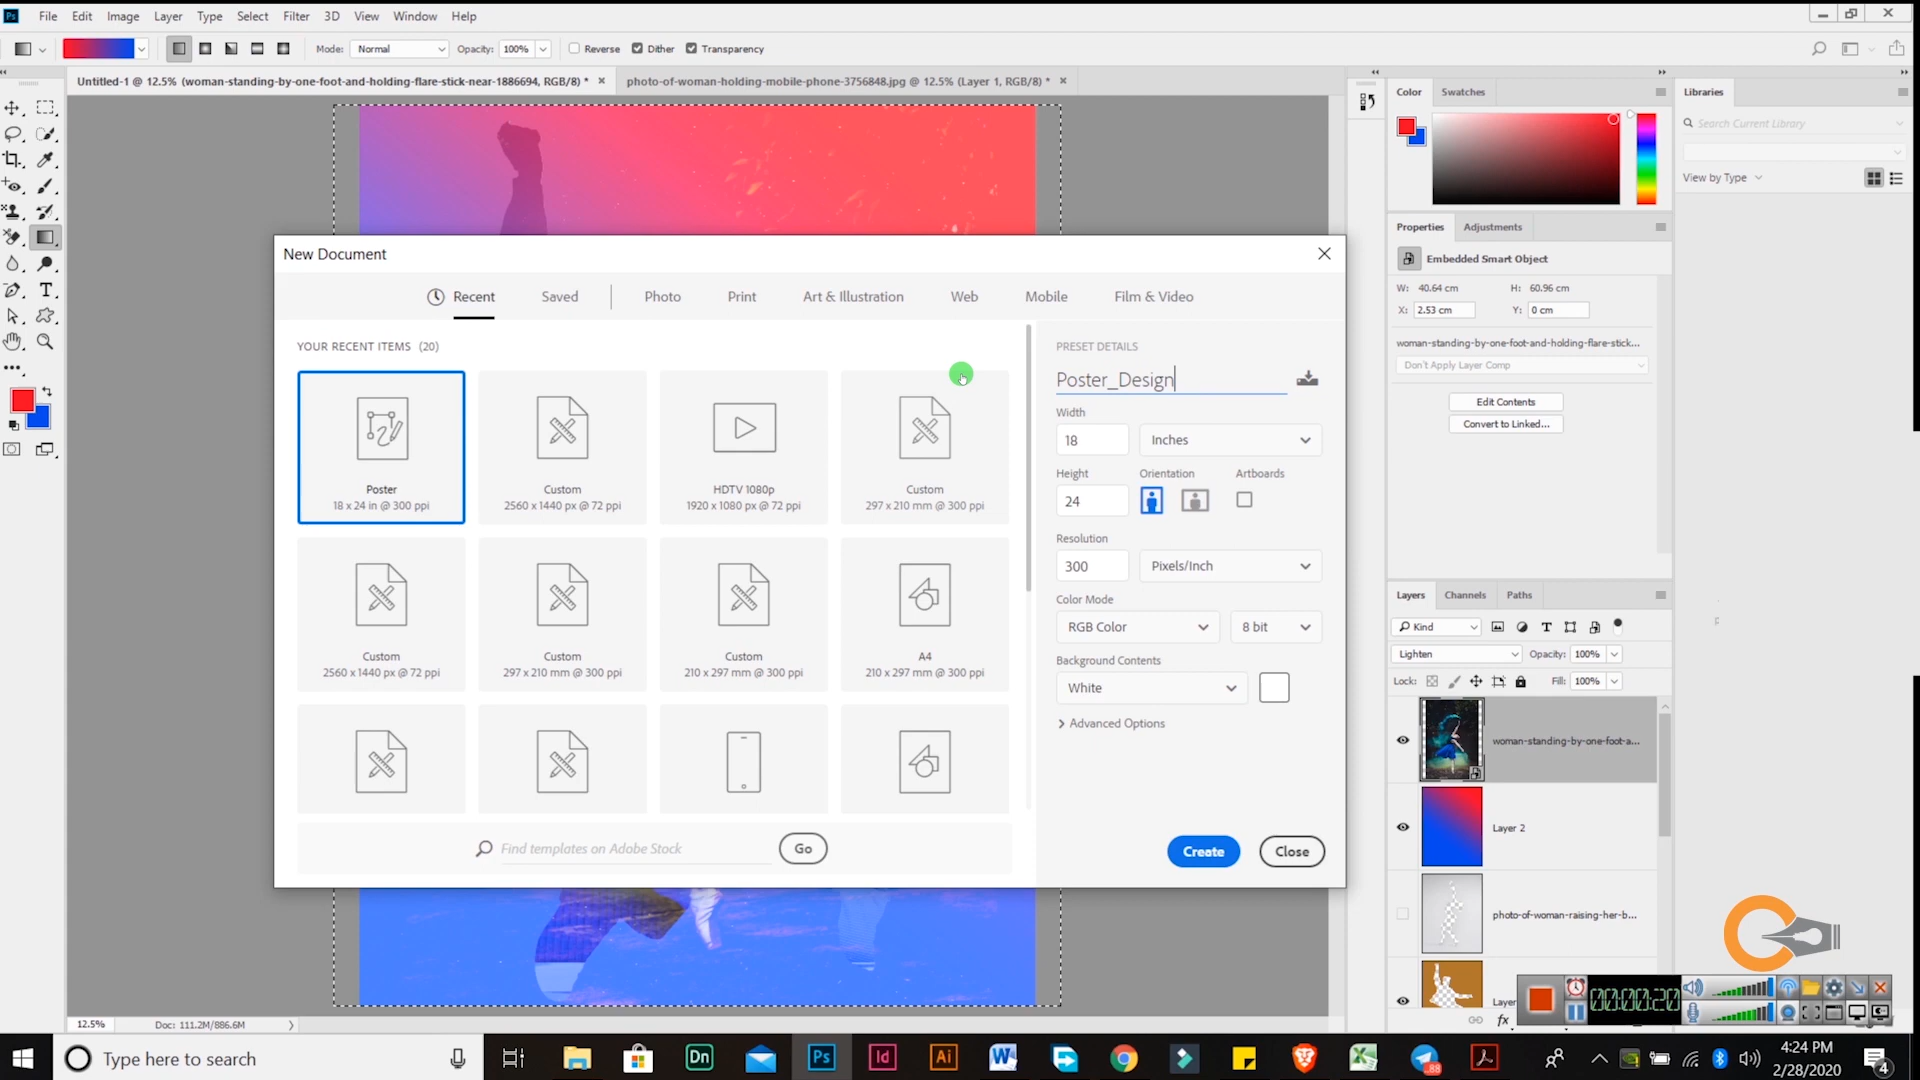 Ps File Edit Image Layer Type Select Filter 3D View Window Help
Mode: Normal Opacity: 100% Reverse Dither Transparency
Untitled-1 @ 12.5% (woman-standing-by-one-foot-and-holding-flare-stick-near-1886694, RGB/8) * × photo-of-woman-holding-mobile-phone-3756848.jpg @ 12.5% (Layer 1, RGB/8) * ×
Color Swatches
Libraries
Search Current Library
View by Type
New Document
Recent Saved Photo Print Art & Illustration Web Mobile Film & Video
YOUR RECENT ITEMS (20)
Poster
18 x 24 in @ 300 ppi
Custom
2560 x 1440 px @ 72 ppi
HDTV 1080p
1920 x 1080 px @ 72 ppi
Custom
297 x 210 mm @ 300 ppi
Custom
2560 x 1440 px @ 72 ppi
Custom
297 x 210 mm @ 300 ppi
Custom
210 x 297 mm @ 300 ppi
A4
210 x 297 mm @ 300 ppi
Find templates on Adobe Stock Go
PRESET DETAILS
Poster_Design
Width
18 Inches
Height Orientation Artboards
24
Resolution
300 Pixels/Inch
Color Mode
RGB Color 8 bit
Background Contents
White
Advanced Options
Create Close
Properties Adjustments
Embedded Smart Object
W: 40.64 cm H: 60.96 cm
X: 2.53 cm Y: 0 cm
woman-standing-by-one-foot-and-holding-flare-stick...
Don't Apply Layer Comp
Edit Contents
Convert to Linked...
Layers Channels Paths
Kind
Lighten Opacity: 100%
Lock: Fill: 100%
woman-standing-by-one-foot-a...
Layer 2
photo-of-woman-raising-her-b...
Layer
fx
00:00:20
12.5% Doc: 111.2M/886.6M
Type here to search
Dn Ps Id Ai W 88
4:24 PM
2/28/2020
4